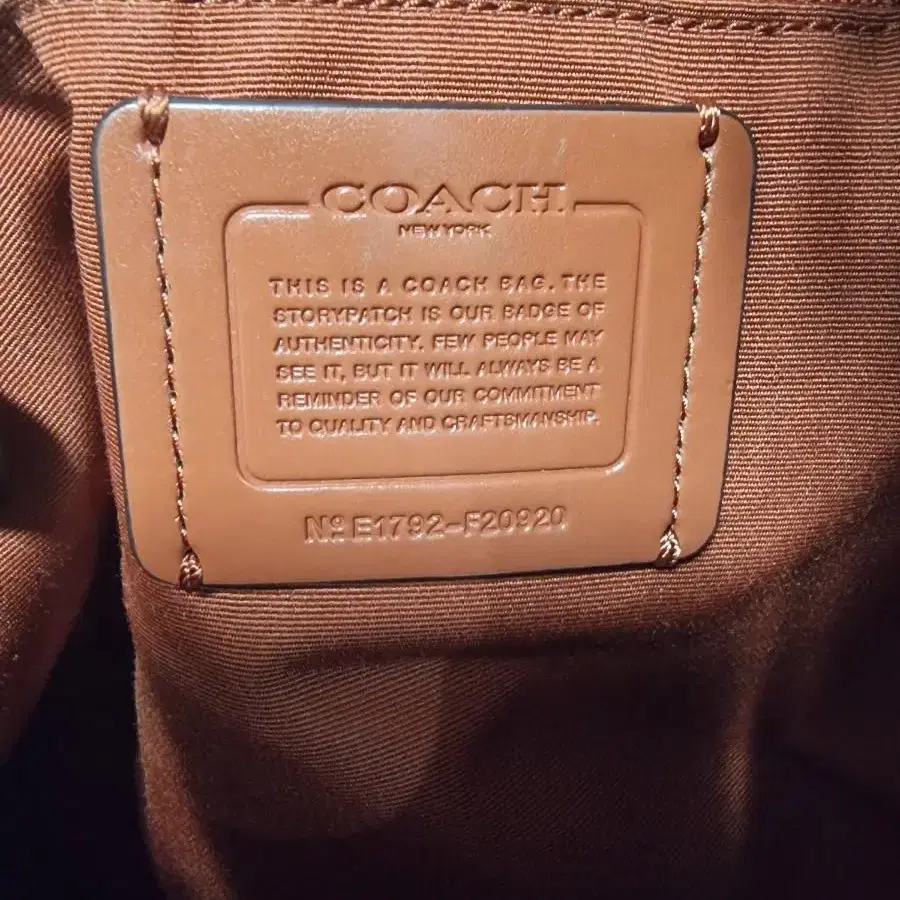 COACH
NEW YORK
THIS IS A COACH BAG. THE
STORYPATCH IS OUR BADGE OF
AUTHENTICITY. FEW PEOPLE MAY
SEE IT, BUT IT WILL ALWAYS BE A
REMINDER OF OUR COMMITMENT
TO QUALITY AND CRAFTSMANSHIP.
Nº E1792-F20920